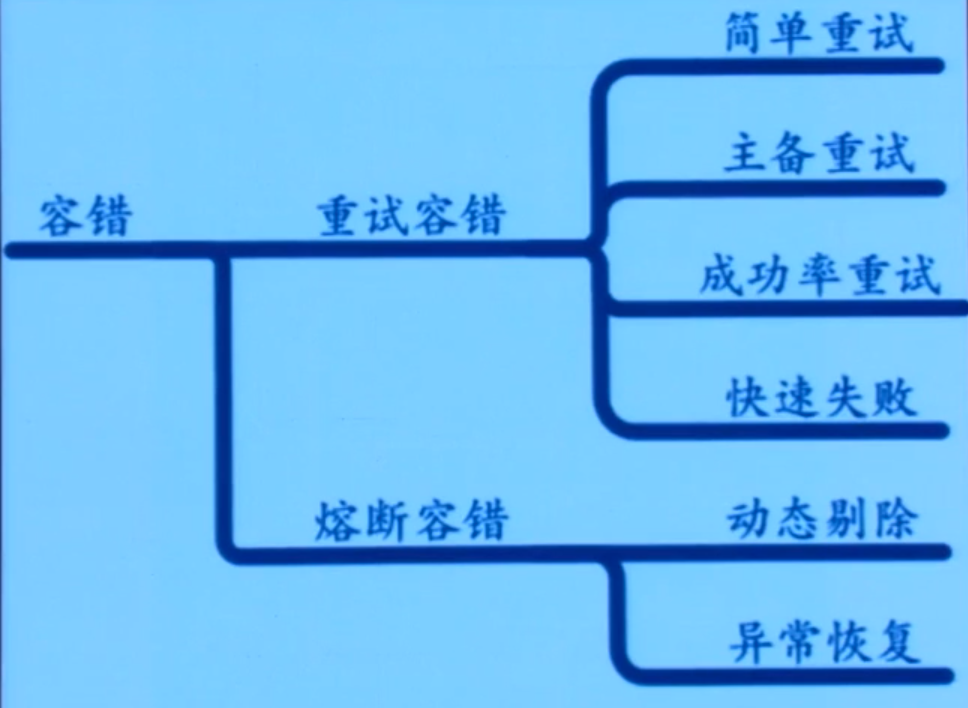 容错
重试容错
简单重试
主备重试
成功率重试
快速失败
熔断容错
动态剔除
异常恢复